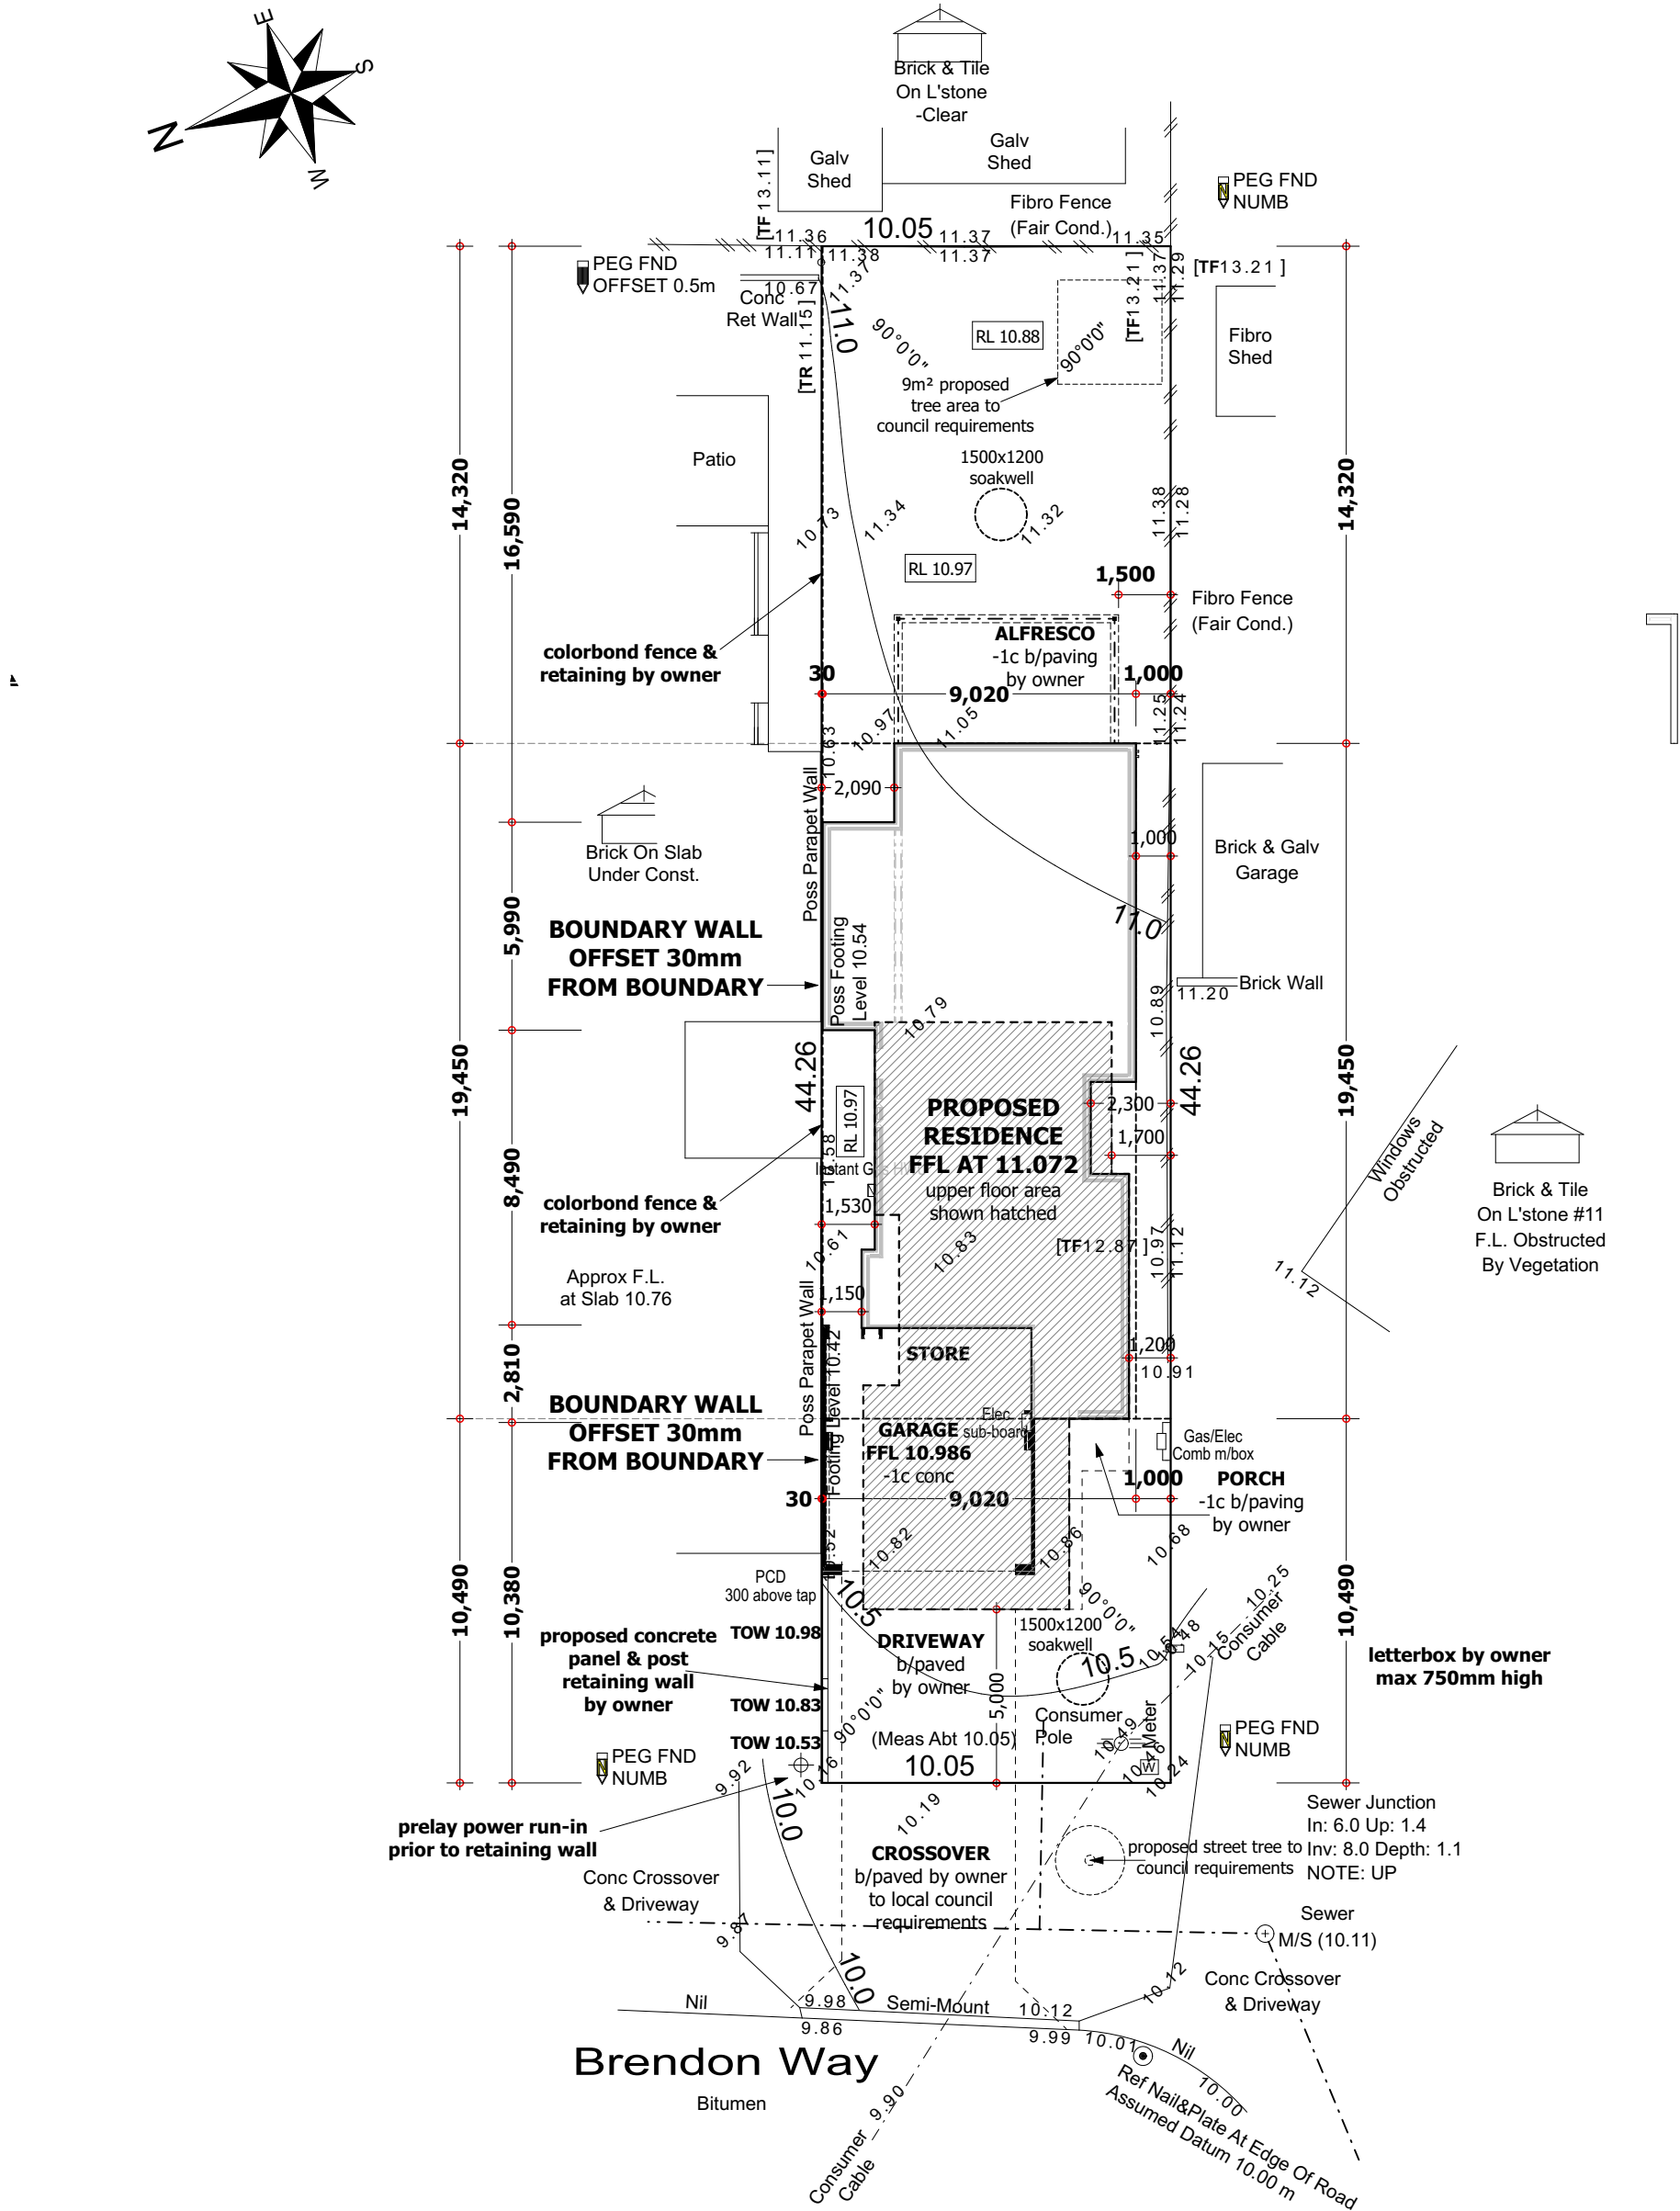 E
S
N
W
Brick & Tile
On L'stone
-Clear
Galv
Shed
Galv
Shed
[TF13.11]
PEG FND
NUMB
Fibro Fence
(Fair Cond.)
11.36
10.05
11.37
11.35
11.11
11.38
11.37
11.37
11.29
[TF13.21 ]
[TF13.21 ]
PEG FND
OFFSET 0.5m
10.67
11.37
Conc
Ret Wall
[TR 11.15]
11.0
90°0'0"
RL 10.88
90°0'0"
Fibro
Shed
9m² proposed
tree area to
council requirements
Patio
14,320
16,590
14,320
1500x1200
soakwell
10.73
11.34
11.32
11.38
11.28
RL 10.97
1,500
Fibro Fence
(Fair Cond.)
colorbond fence &
retaining by owner
ALFRESCO
-1c b/paving
by owner
30
9,020
1,000
10.63
10.97
11.05
11.25
11.24
Poss Parapet Wall
2,090
1,000
Brick On Slab
Under Const.
Brick & Galv
Garage
5,990
BOUNDARY WALL
OFFSET 30mm
FROM BOUNDARY
Poss Footing
Level 10.54
11.0
Brick Wall
11.20
10.89
10.79
44.26
44.26
19,450
19,450
RL 10.97
PROPOSED
RESIDENCE
FFL AT 11.072
upper floor area
shown hatched
2,300
1,700
10.58
Windows
Obstructed
Brick & Tile
On L'stone #11
F.L. Obstructed
By Vegetation
8,490
colorbond fence &
retaining by owner
1,530
10.61
10.83
[TF12.87 ]
10.97
11.12
11.12
Approx F.L.
at Slab 10.76
1,150
2,810
Poss Parapet Wall
Footing Level 10.42
STORE
1,200
10.91
BOUNDARY WALL
OFFSET 30mm
FROM BOUNDARY
GARAGE
FFL 10.986
-1c conc
Elec
sub-board
Gas/Elec
Comb m/box
30
9,020
1,000
PORCH
-1c b/paving
by owner
10.52
10.82
10.86
10.68
10,490
10,380
10,490
PCD
300 above tap
10.5
90°0'0"
10.25
Consumer
Cable
proposed concrete
panel & post
retaining wall
by owner
TOW 10.98
TOW 10.83
TOW 10.53
DRIVEWAY
b/paved
by owner
1500x1200
soakwell
10.5
10.54
10.48
10.15
letterbox by owner
max 750mm high
90°0'0"
5,000
Consumer
Pole
10.49
Meter
(Meas Abt 10.05)
10.05
10.46
W
10.24
PEG FND
NUMB
PEG FND
NUMB
9.92
10.16
10.0
prelay power run-in
prior to retaining wall
10.19
Sewer Junction
In: 6.0 Up: 1.4
Inv: 8.0 Depth: 1.1
NOTE: UP
CROSSOVER
b/paved by owner
to local council
requirements
proposed street tree to
council requirements
Conc Crossover
& Driveway
9.87
Sewer
M/S (10.11)
10.0
10.12
Conc Crossover
& Driveway
Nil
9.98
Semi-Mount
10.12
9.86
9.99
10.01
Nil
10.00
Brendon Way
Bitumen
9.90
Consumer
Cable
Ref Nail&Plate At Edge Of Road
Assumed Datum 10.00 m